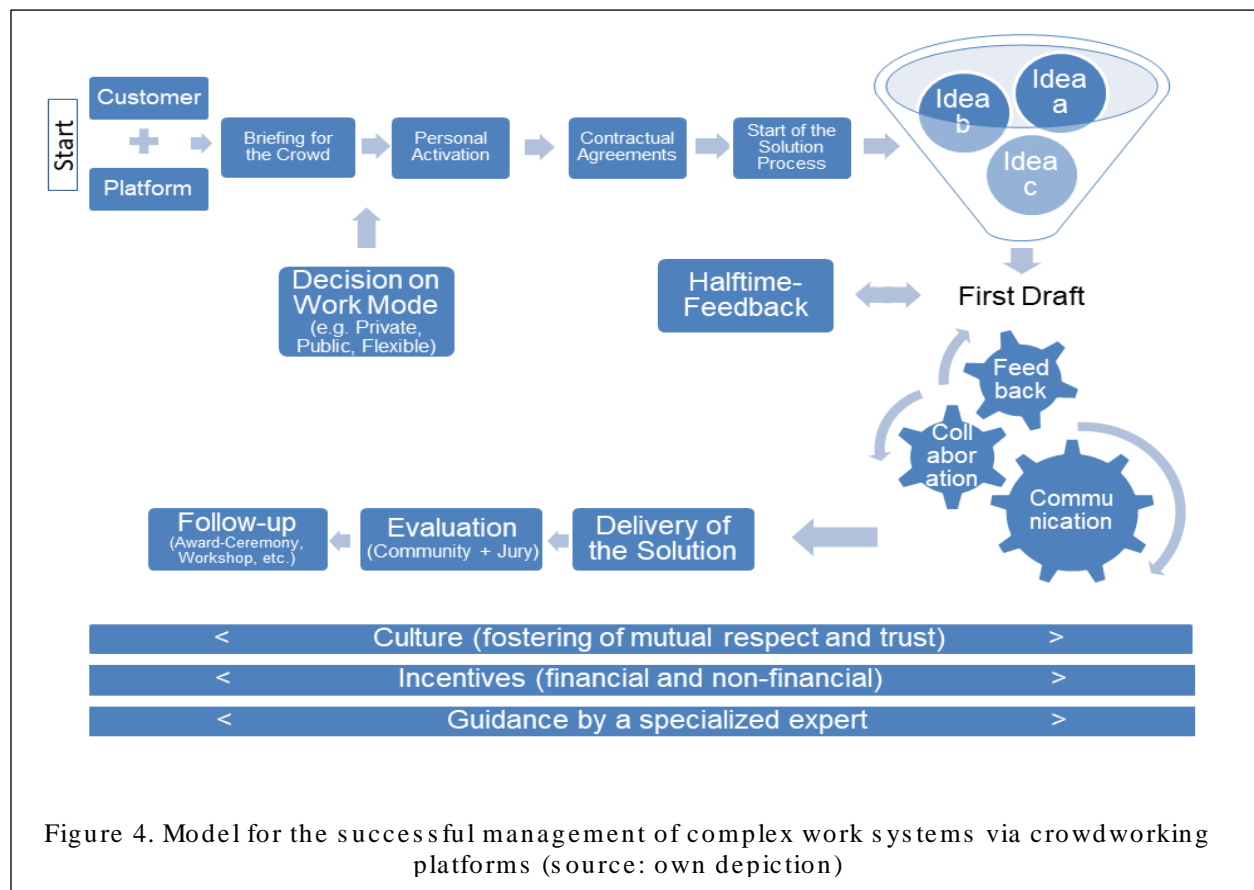 Start
Customer
Platform
Briefing for
the Crowd
Personal
Activation
Contractual
Agreements
Start of the
Solution
Process
Idea
a
Idea
b
Idea
c
Decision on
Work Mode
(e.g. Private,
Public, Flexible)
Halftime-
Feedback
First Draft
Feed
back
Coll
abor
ation
Commu
nication
Follow-up
(Award-Ceremony,
Workshop, etc.)
Evaluation
(Community + Jury)
Delivery of
the Solution
< Culture (fostering of mutual respect and trust) >
< Incentives (financial and non-financial) >
< Guidance by a specialized expert >
Figure 4. Model for the successful management of complex work systems via crowdworking
platforms (source: own depiction)